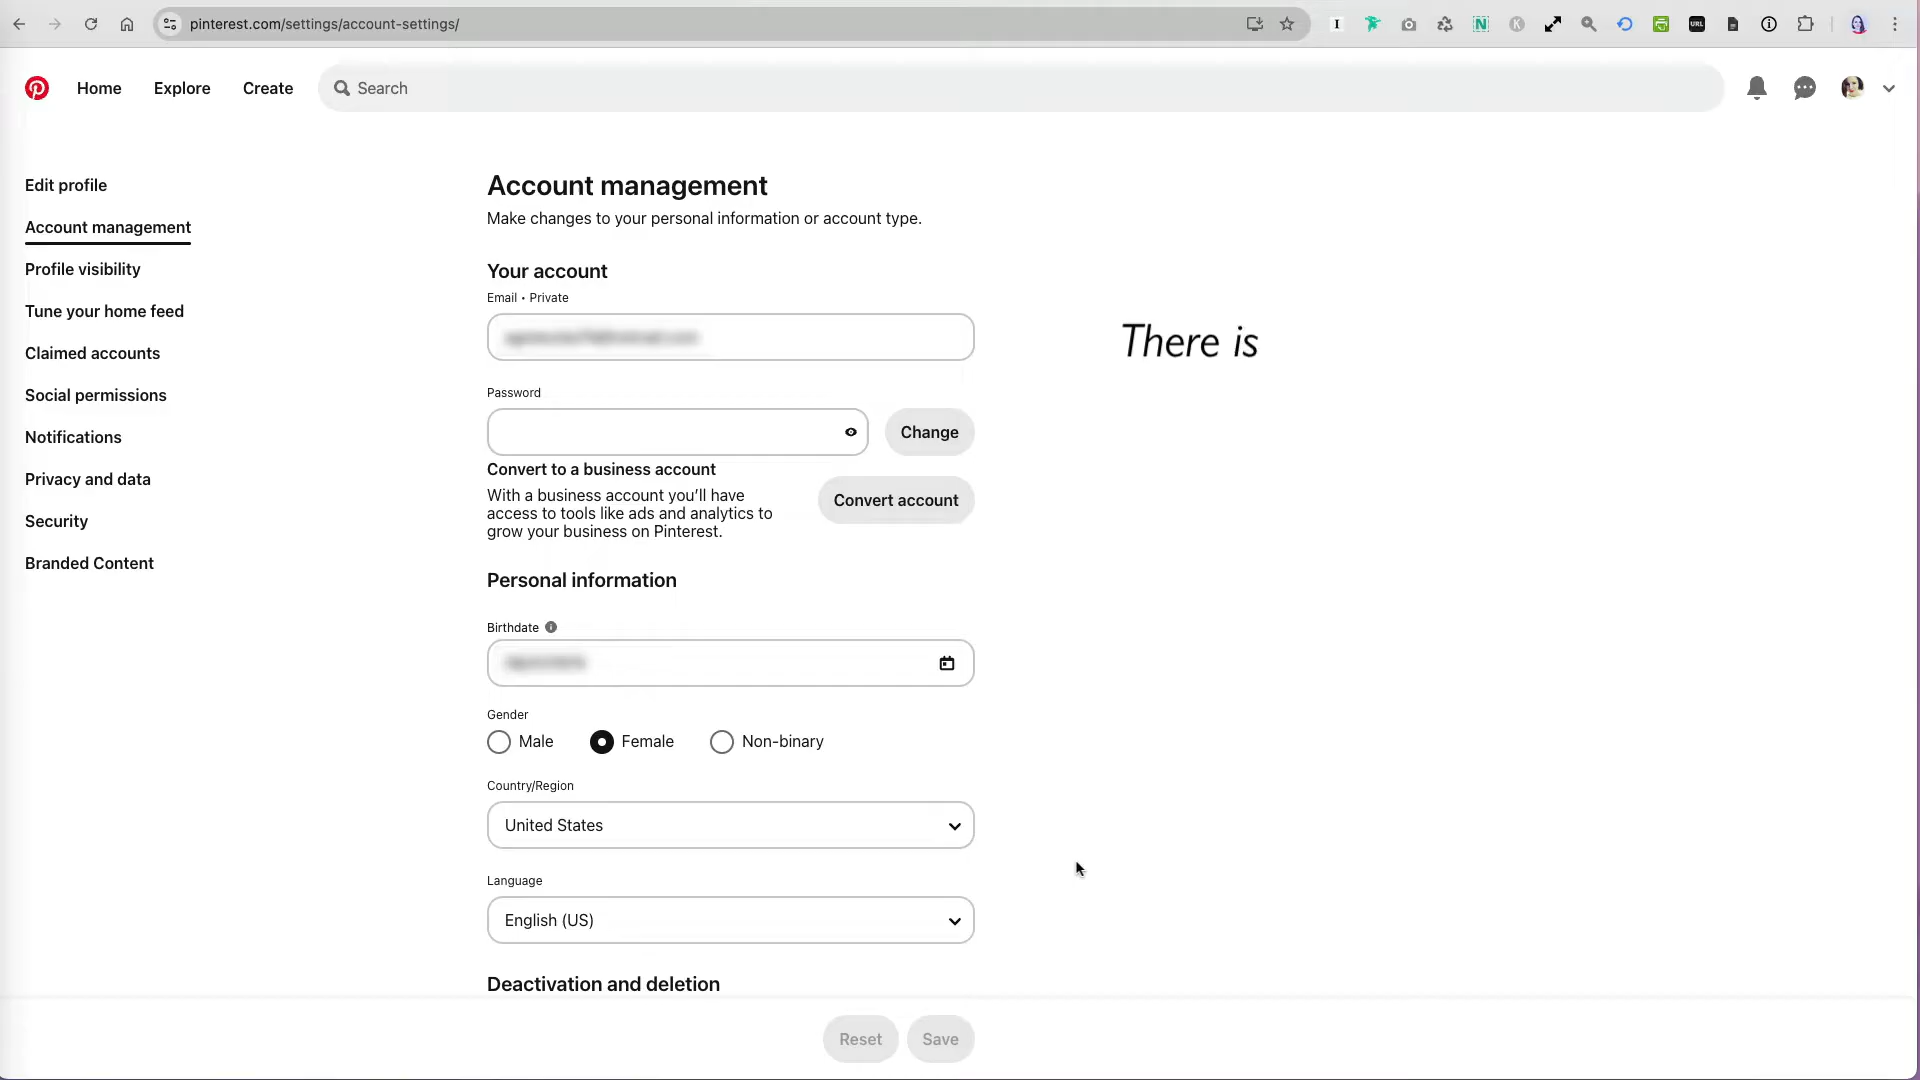 pinterest.com/settings/account-settings/
Home
Explore
Create
Search
Edit profile
Account management
Profile visibility
Tune your home feed
Claimed accounts
Social permissions
Notifications
Privacy and data
Security
Branded Content
Account management
Make changes to your personal information or account type.
Your account
Email • Private
Password
Change
Convert to a business account
With a business account you’ll have
access to tools like ads and analytics to
grow your business on Pinterest.
Convert account
Personal information
Birthdate
Gender
Male
Female
Non-binary
Country/Region
United States
Language
English (US)
Deactivation and deletion
Reset
Save
There is